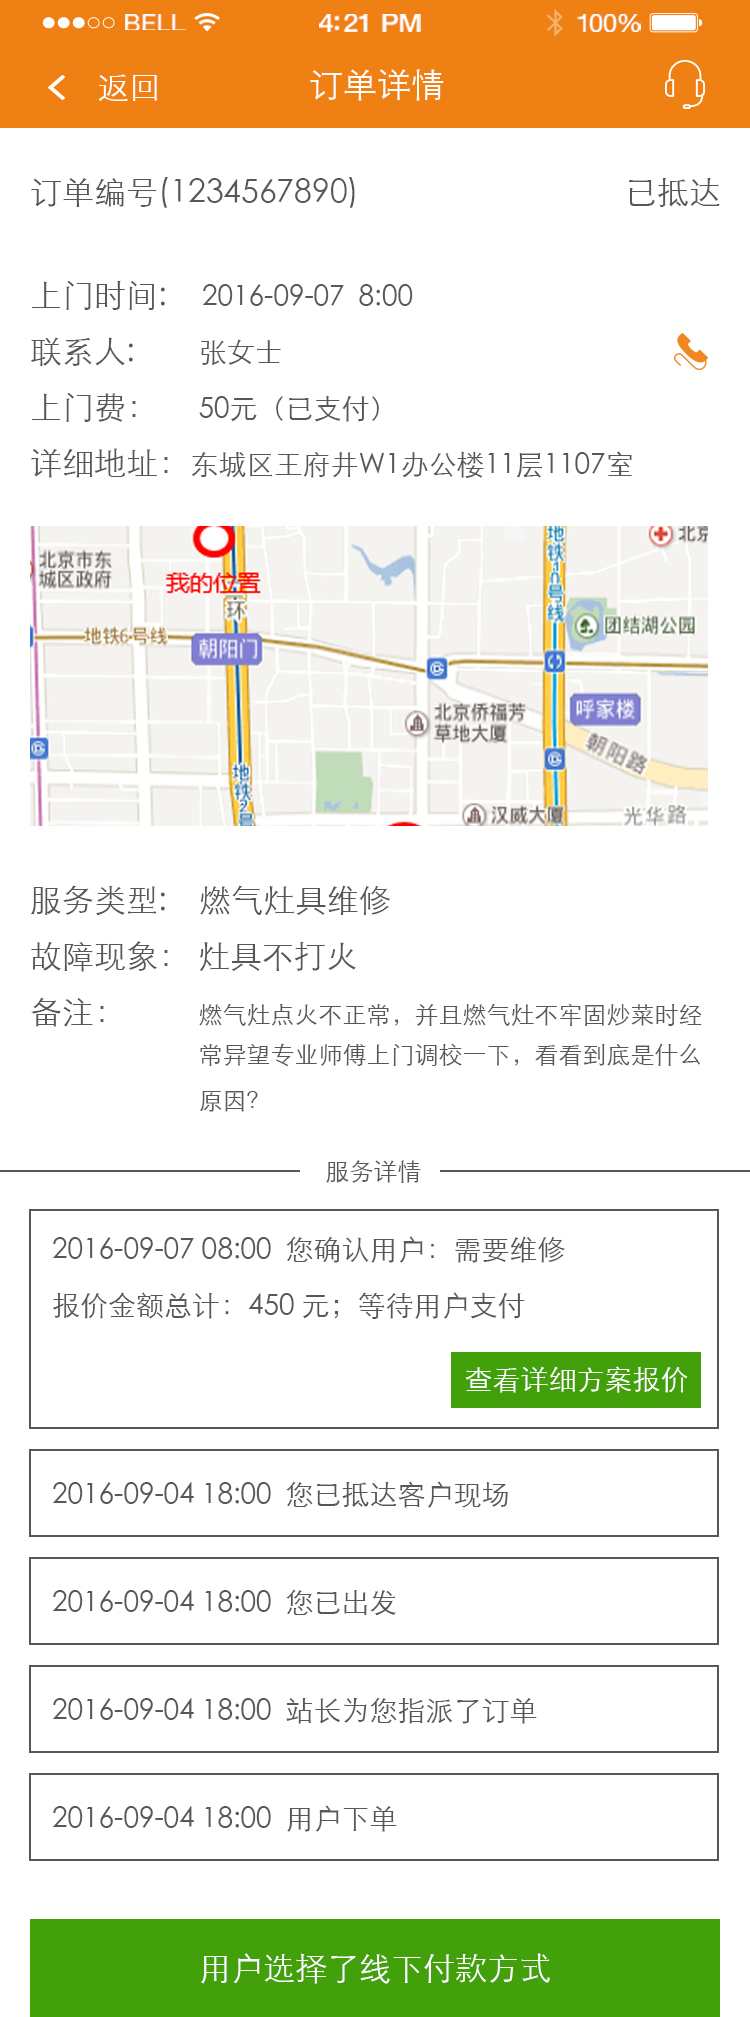 BELL 4:21 PM 100%
返回 订单详情
订单编号(1234567890) 已抵达
上门时间: 2016-09-07 8:00
联系人: 张女士
上门费: 50元（已支付）
详细地址: 东城区王府井W1办公楼11层1107室
北京市东
城区政府
我的位置
环
地铁6号线
朝阳门
地铁10号线
北京
团结湖公园
呼家楼
北京侨福芳
草地大厦
朝阳路
地铁2号
汉威大厦
光华路
服务类型: 燃气灶具维修
故障现象: 灶具不打火
备注: 燃气灶点火不正常，并且燃气灶不牢固炒菜时经
常异望专业师傅上门调校一下，看看到底是什么
原因?
服务详情
2016-09-07 08:00 您确认用户：需要维修
报价金额总计：450 元；等待用户支付
查看详细方案报价
2016-09-04 18:00 您已抵达客户现场
2016-09-04 18:00 您已出发
2016-09-04 18:00 站长为您指派了订单
2016-09-04 18:00 用户下单
用户选择了线下付款方式